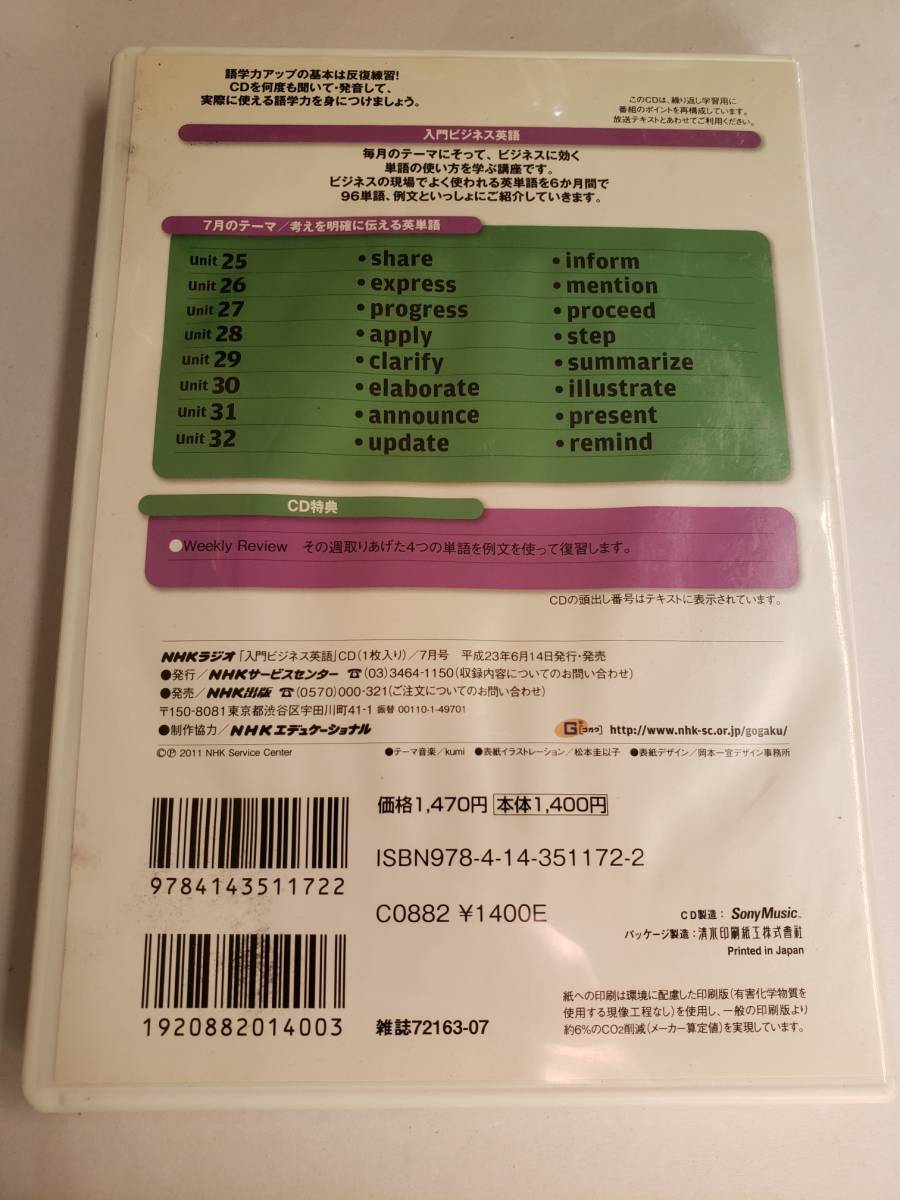 語学力アップの基本は反復練習!
CDを何度も聞いて・発音して、
実際に使える語学力を身につけましょう。
このCDは、繰り返し学習用に
番組のポイントを再構成しています。
放送テキストとあわせてご利用ください。
入門ビジネス英語
毎月のテーマにそって、ビジネスに効く
単語の使い方を学ぶ講座です。
ビジネスの現場でよく使われる英単語を6か月間で
96単語、例文といっしょにご紹介していきます。
7月のテーマ/考えを明確に伝える英単語
Unit 25 •share •inform
Unit 26 •express •mention
Unit 27 •progress •proceed
Unit 28 •apply •step
Unit 29 •clarify •summarize
Unit 30 •elaborate •illustrate
Unit 31 •announce •present
Unit 32 •update •remind
CD特典
●Weekly Review その週取りあげた4つの単語を例文を使って復習します。
CDの頭出し番号はテキストに表示されています。
NHKラジオ「入門ビジネス英語」CD(1枚入り)/7月号 平成23年6月14日発行・発売
●発行/NHKサービスセンター ☎(03)3464-1150(収録内容についてのお問い合わせ)
●発売/NHK出版 ☎(0570)000-321(ご注文についてのお問い合わせ)
〒150-8081東京都渋谷区宇田川町41-1 振替 00110-1-49701
●制作協力/NHKエデュケーショナル
G[ゴガク] http://www.nhk-sc.or.jp/gogaku/
©℗ 2011 NHK Service Center
●テーマ音楽/kumi ●表紙イラストレーション/松本圭以子 ●表紙デザイン/岡本一宣デザイン事務所
価格1,470円 本体1,400円
9784143511722
ISBN978-4-14-351172-2
C0882 ¥1400E
1920882014003
雑誌72163-07
CD製造: SonyMusic
パッケージ製造:清水印刷紙工株式会社
Printed in Japan
紙への印刷は環境に配慮した印刷版(有害化学物質を
使用する現像工程なし)を使用し、一般の印刷版より
約6%のCO2削減(メーカー算定値)を実現しています。